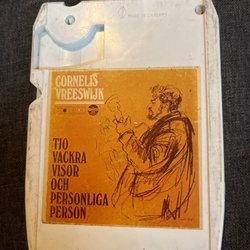 CORNELIS
VREESWIJK
TIO
VACKRA
VISOR
OCH
PERSONLIGA
PERSON